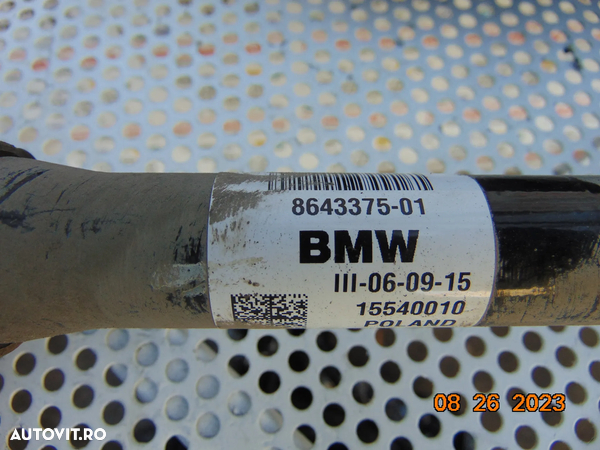 8643375-01
BMW
III-06-09-15
15540010
POLAND
08 26 2023
AUTOVIT.RO